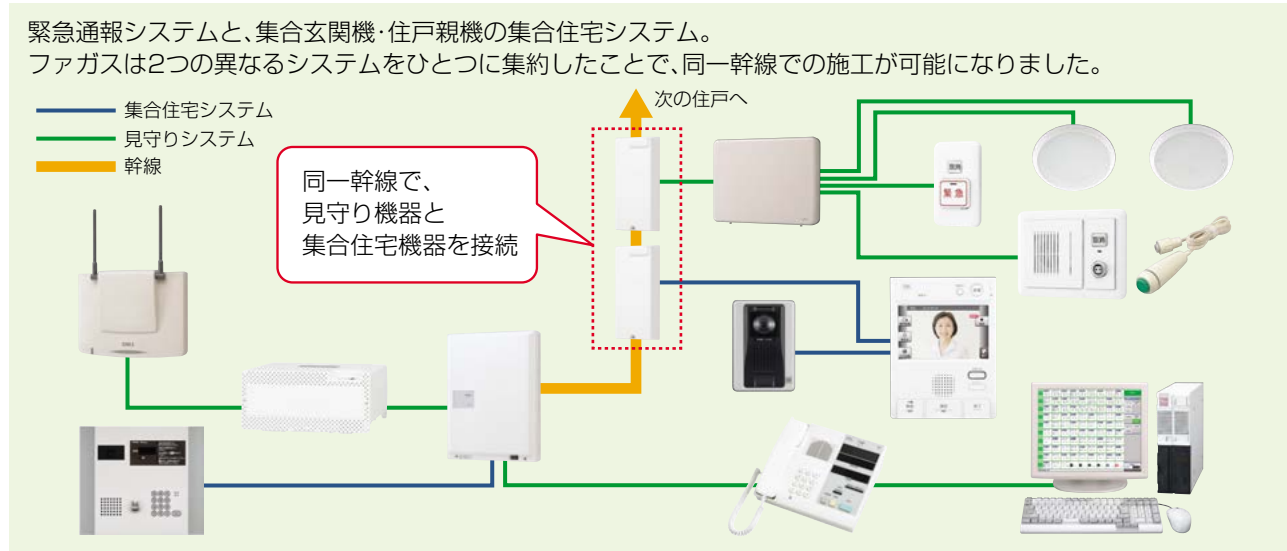 緊急通報システムと、集合玄関機・住戸親機の集合住宅システム。
ファガスは2つの異なるシステムをひとつに集約したことで、同一幹線での施工が可能になりました。
集合住宅システム
見守りシステム
幹線
次の住戸へ
同一幹線で、
見守り機器と
集合住宅機器を接続
緊急